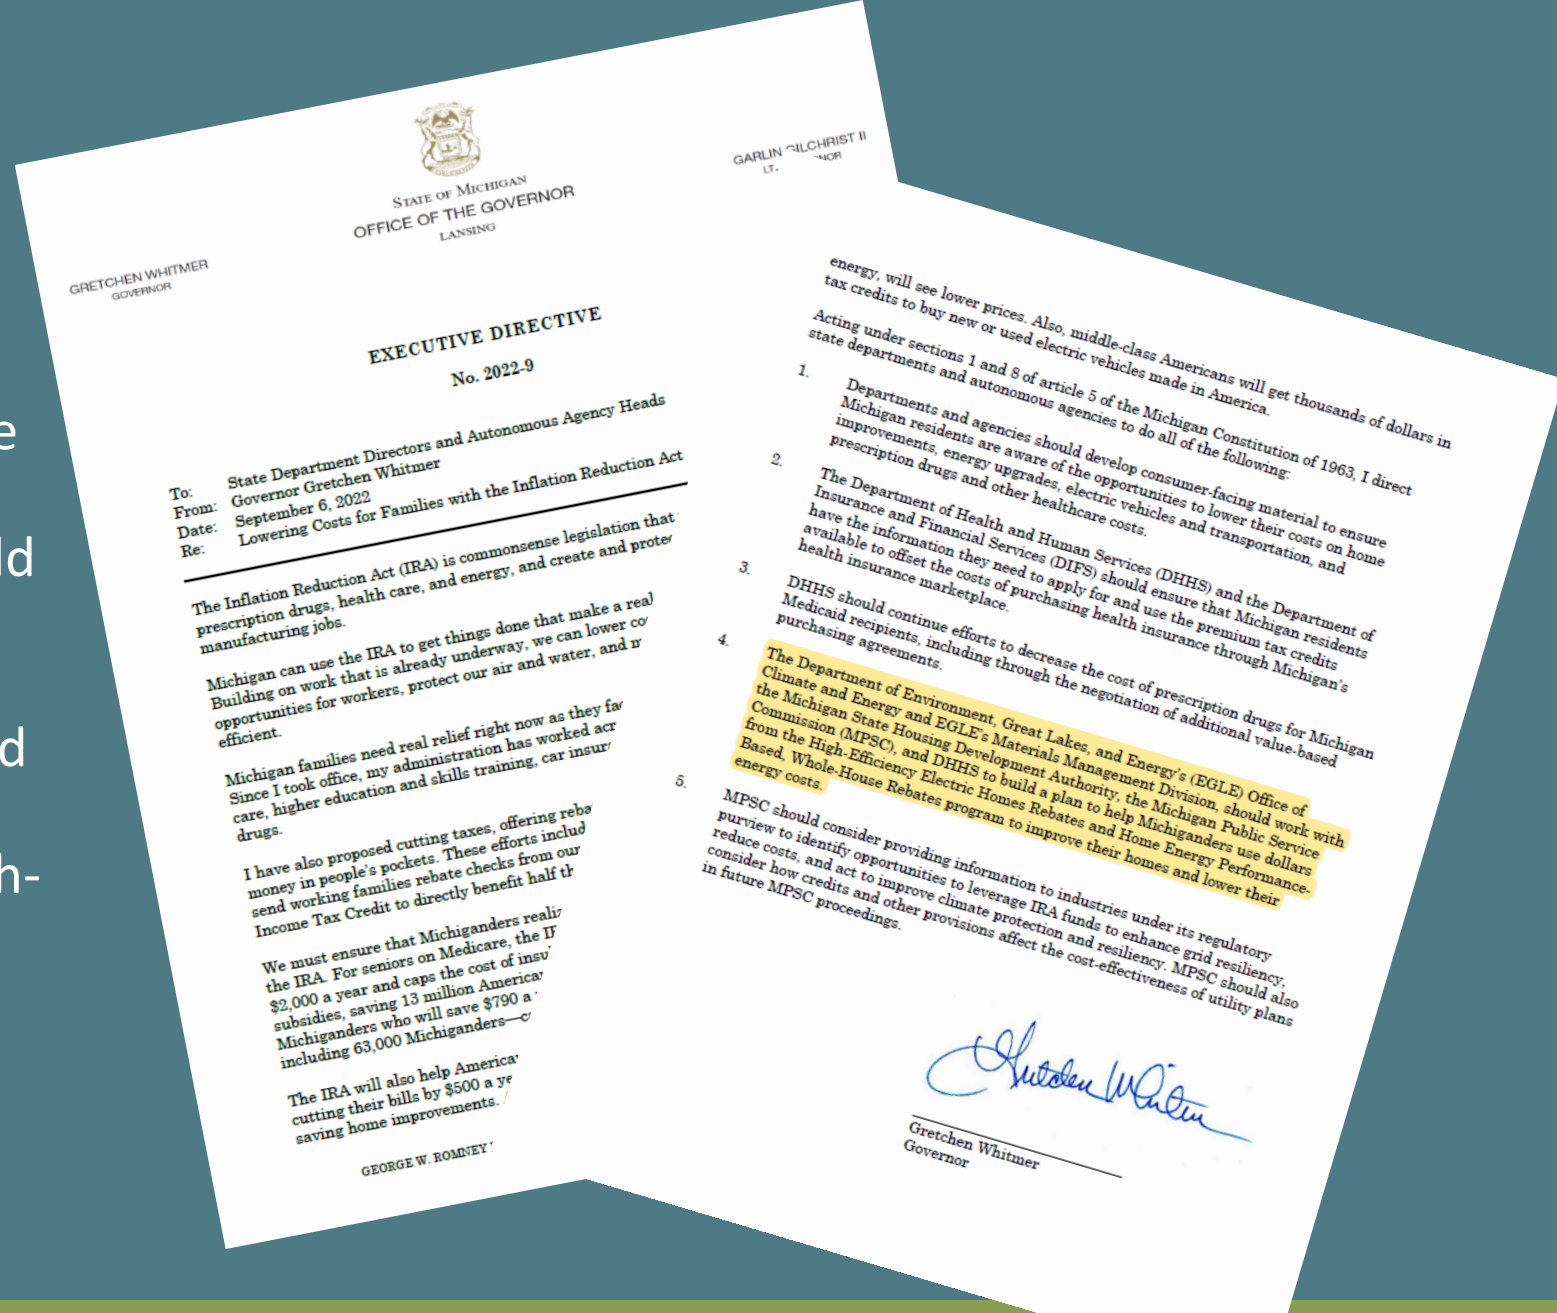 e
ld
d
h-
STATE OF MICHIGAN
OFFICE OF THE GOVERNOR
LANSING
GRETCHEN WHITMER
GOVERNOR
GARLIN GILCHRIST II
LT.
EXECUTIVE DIRECTIVE
No. 2022-9
To: State Department Directors and Autonomous Agency Heads
From: Governor Gretchen Whitmer
Date: September 6, 2022
Re: Lowering Costs for Families with the Inflation Reduction Act
The Inflation Reduction Act (IRA) is commonsense legislation that
prescription drugs, health care, and energy, and create and prote
manufacturing jobs.
Michigan can use the IRA to get things done that make a real
Building on work that is already underway, we can lower co
opportunities for workers, protect our air and water, and
efficient.
Michigan families need real relief right now as they fac
Since I took office, my administration has worked acr
care, higher education and skills training, car insur
drugs.
I have also proposed cutting taxes, offering reba
money in people's pockets. These efforts includ
send working families rebate checks from our
Income Tax Credit to directly benefit half th
We must ensure that Michiganders realiz
the IRA. For seniors on Medicare, the IR
$2,000 a year and caps the cost of insul
subsidies, saving 13 million American
Michiganders who will save $790 a
including 63,000 Michiganders—
The IRA will also help America
cutting their bills by $500 a ye
saving home improvements.
GEORGE W. ROMNEY
energy, will see lower prices. Also, middle-class Americans will get thousands of dollars in
tax credits to buy new or used electric vehicles made in America.
Acting under sections 1 and 8 of article 5 of the Michigan Constitution of 1963, I direct
state departments and autonomous agencies to do all of the following:
1. Departments and agencies should develop consumer-facing material to ensure
Michigan residents are aware of the opportunities to lower their costs on home
improvements, energy upgrades, electric vehicles and transportation, and
prescription drugs and other healthcare costs.
2. The Department of Health and Human Services (DHHS) and the Department of
Insurance and Financial Services (DIFS) should ensure that Michigan residents
have the information they need to apply for and use the premium tax credits
available to offset the costs of purchasing health insurance through Michigan's
health insurance marketplace.
3. DHHS should continue efforts to decrease the cost of prescription drugs for Michigan
Medicaid recipients, including through the negotiation of additional value-based
purchasing agreements.
4. The Department of Environment, Great Lakes, and Energy's (EGLE) Office of
Climate and Energy and EGLE's Materials Management Division, should work with
the Michigan State Housing Development Authority, the Michigan Public Service
Commission (MPSC), and DHHS to build a plan to help Michiganders use dollars
from the High-Efficiency Electric Homes Rebates and Home Energy Performance-
Based, Whole-House Rebates program to improve their homes and lower their
energy costs.
5. MPSC should consider providing information to industries under its regulatory
purview to identify opportunities to leverage IRA funds to enhance grid resiliency,
reduce costs, and act to improve climate protection and resiliency. MPSC should also
consider how credits and other provisions affect the cost-effectiveness of utility plans
in future MPSC proceedings.
Gretchen Whitmer
Gretchen Whitmer
Governor